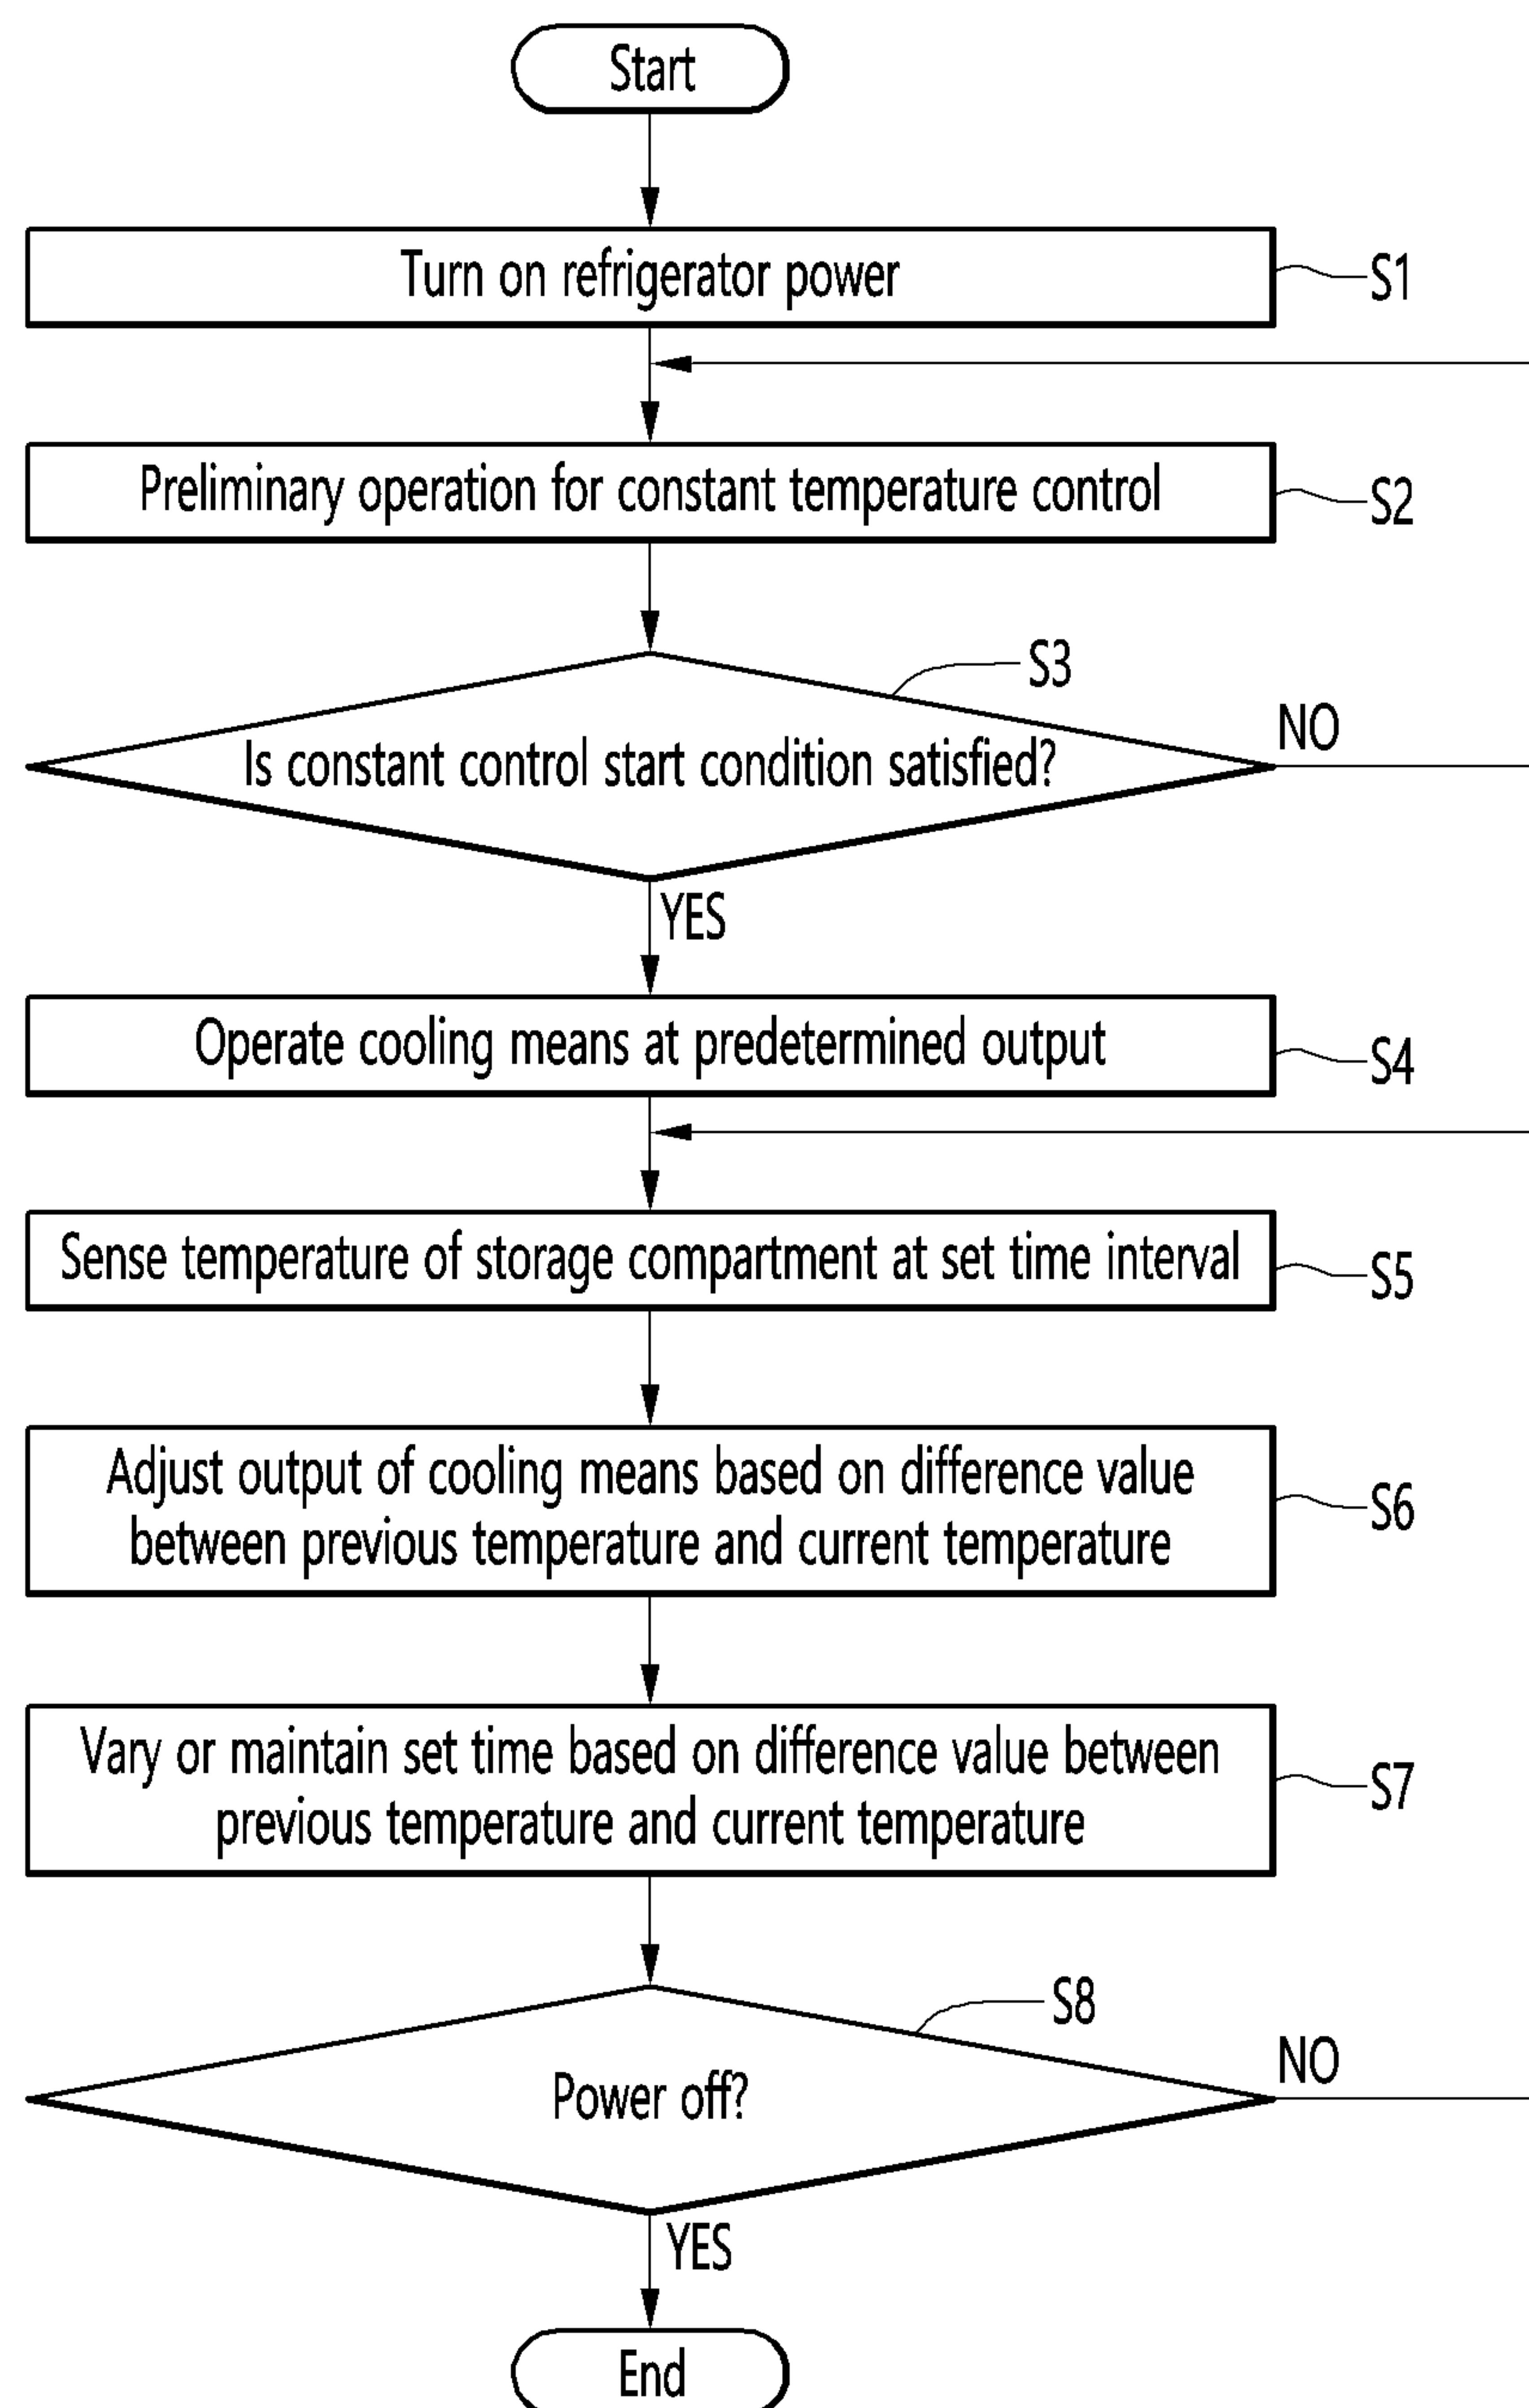 Start
Turn on refrigerator power
S1
Preliminary operation for constant temperature control
S2
S3
Is constant control start condition satisfied?
NO
YES
Operate cooling means at predetermined output
S4
Sense temperature of storage compartment at set time interval
S5
Adjust output of cooling means based on difference value
between previous temperature and current temperature
S6
Vary or maintain set time based on difference value between
previous temperature and current temperature
S7
S8
Power off?
NO
YES
End